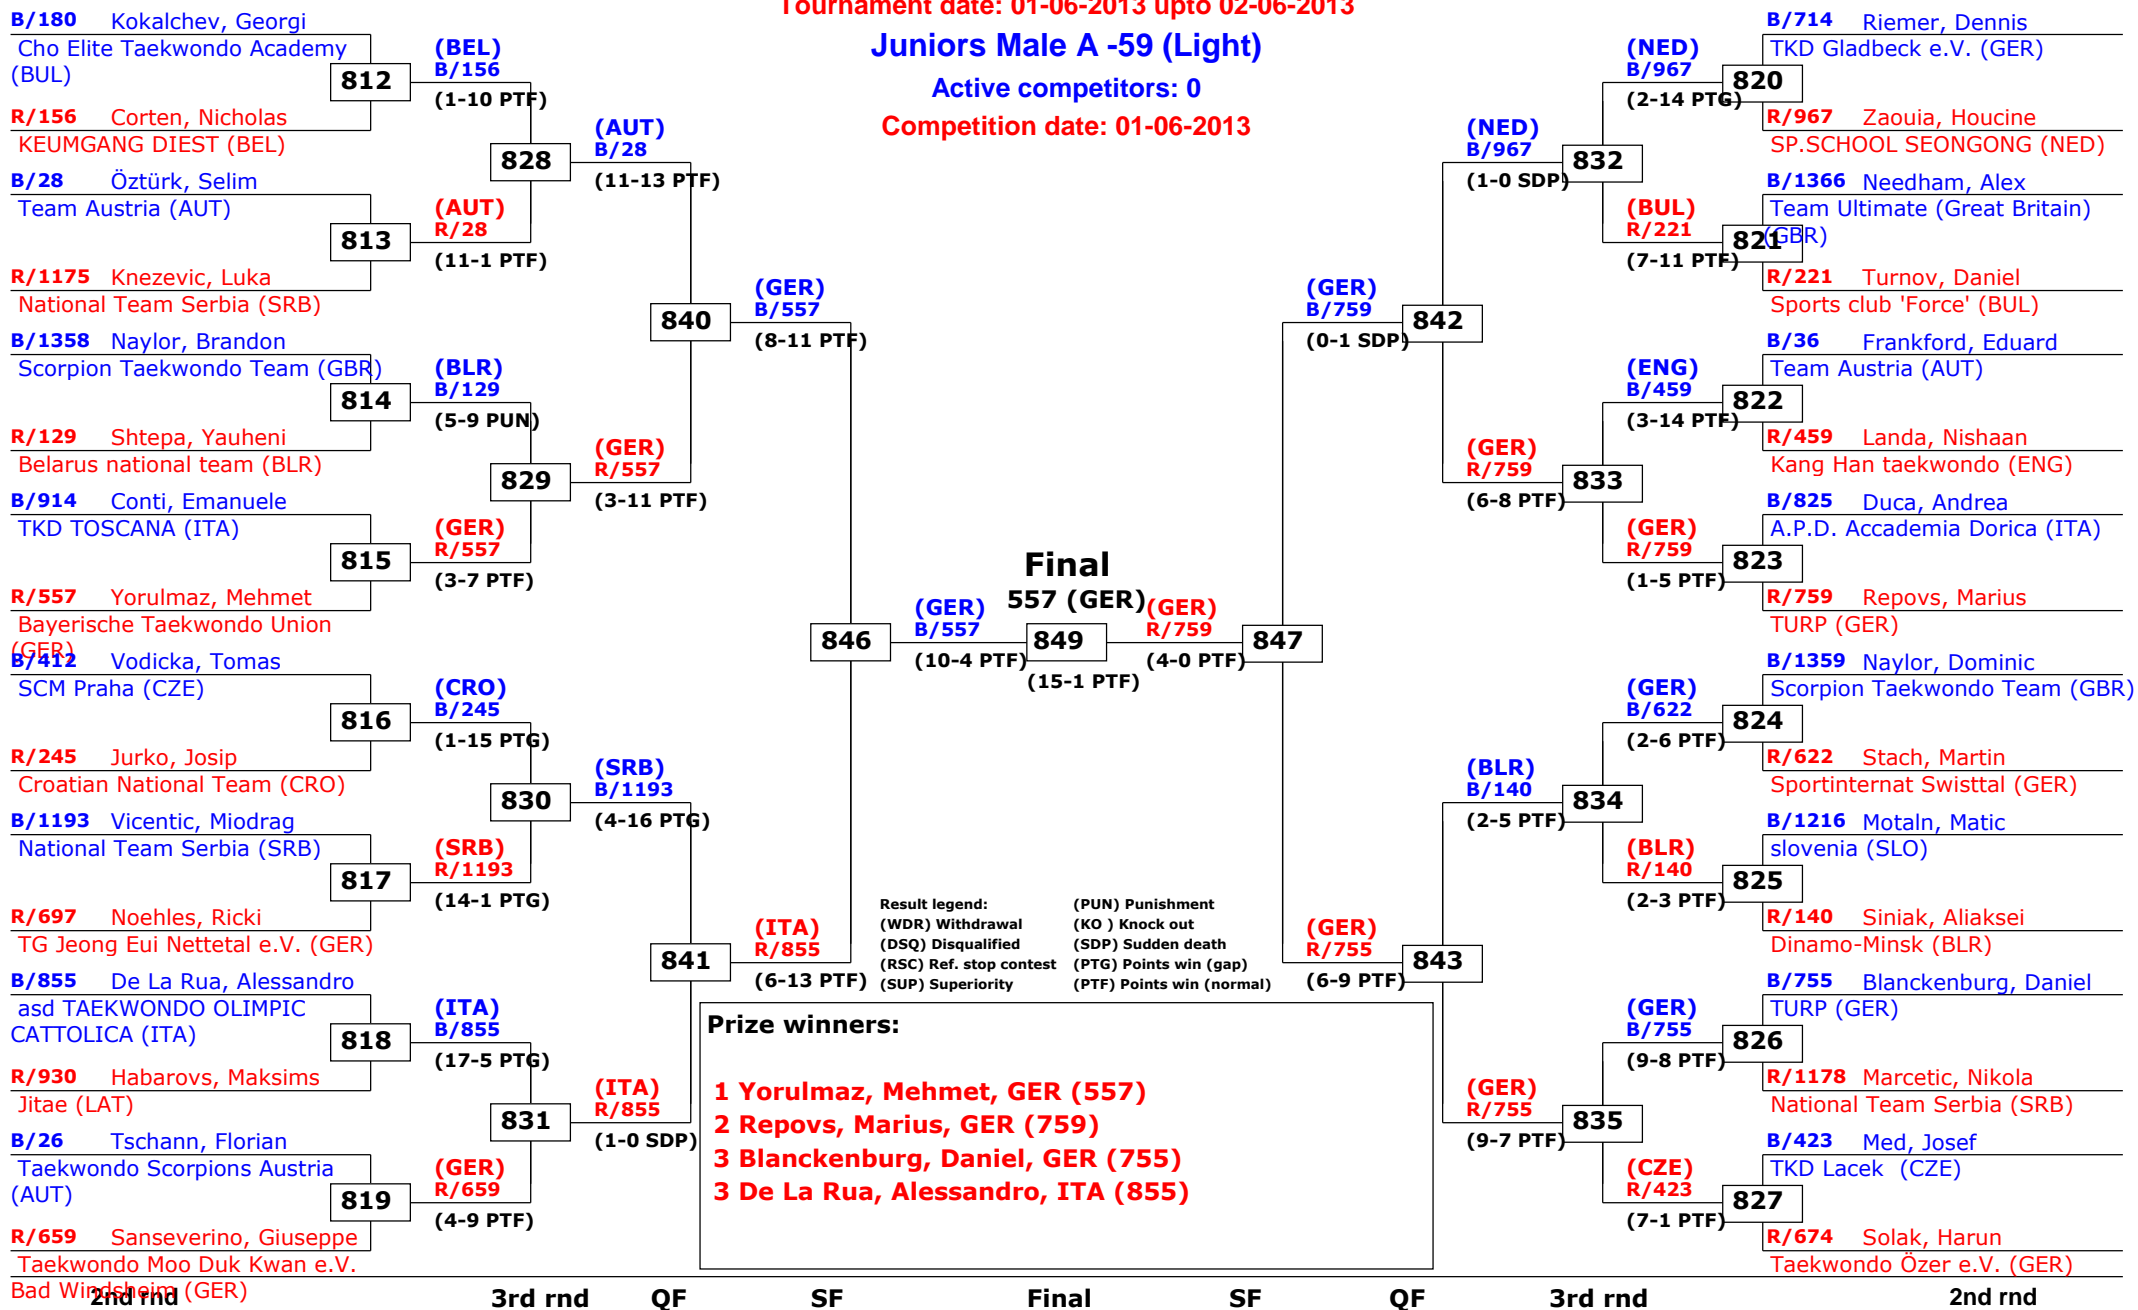 Tournament date: 01-06-2013 upto 02-06-2013
Juniors Male A -59 (Light)
Active competitors: 0
Competition date: 01-06-2013
B/180 Kokalchev, Georgi
Cho Elite Taekwondo Academy
(BUL)
812
R/156 Corten, Nicholas
KEUMGANG DIEST (BEL)
B/28 Öztürk, Selim
Team Austria (AUT)
813
R/1175 Knezevic, Luka
National Team Serbia (SRB)
B/1358 Naylor, Brandon
Scorpion Taekwondo Team (GBR)
814
R/129 Shtepa, Yauheni
Belarus national team (BLR)
B/914 Conti, Emanuele
TKD TOSCANA (ITA)
815
R/557 Yorulmaz, Mehmet
Bayerische Taekwondo Union
(GER)
B/412 Vodicka, Tomas
SCM Praha (CZE)
816
R/245 Jurko, Josip
Croatian National Team (CRO)
B/1193 Vicentic, Miodrag
National Team Serbia (SRB)
817
R/697 Noehles, Ricki
TG Jeong Eui Nettetal e.V. (GER)
B/855 De La Rua, Alessandro
asd TAEKWONDO OLIMPIC
CATTOLICA (ITA)
818
R/930 Habarovs, Maksims
Jitae (LAT)
B/26 Tschann, Florian
Taekwondo Scorpions Austria
(AUT)
819
R/659 Sanseverino, Giuseppe
Taekwondo Moo Duk Kwan e.V.
Bad Windsheim (GER)
(BEL)
B/156
(1-10 PTF)
828
(AUT)
R/28
(11-1 PTF)
(BLR)
B/129
(5-9 PUN)
829
(GER)
R/557
(3-7 PTF)
(CRO)
B/245
(1-15 PTG)
830
(SRB)
R/1193
(14-1 PTG)
(ITA)
B/855
(17-5 PTG)
831
(GER)
R/659
(4-9 PTF)
(AUT)
B/28
(11-13 PTF)
840
(GER)
R/557
(3-11 PTF)
(SRB)
B/1193
(4-16 PTG)
841
(ITA)
R/855
(1-0 SDP)
(GER)
B/557
(8-11 PTF)
846
(ITA)
R/855
(6-13 PTF)
(GER)
B/557
(10-4 PTF)
Final
557 (GER)
849
(15-1 PTF)
(GER)
R/759
(4-0 PTF)
847
(GER)
B/759
(0-1 SDP)
842
(GER)
R/755
(6-9 PTF)
843
(NED)
B/967
(1-0 SDP)
832
(GER)
R/759
(6-8 PTF)
833
(BLR)
B/140
(2-5 PTF)
834
(GER)
R/755
(9-7 PTF)
835
(NED)
B/967
(2-14 PTG)
820
(BUL)
R/221
(7-11 PTF)
821
(ENG)
B/459
(3-14 PTF)
822
(GER)
R/759
(1-5 PTF)
823
(GER)
B/622
(2-6 PTF)
824
(BLR)
R/140
(2-3 PTF)
825
(GER)
B/755
(9-8 PTF)
826
(CZE)
R/423
(7-1 PTF)
827
B/714 Riemer, Dennis
TKD Gladbeck e.V. (GER)
R/967 Zaouia, Houcine
SP.SCHOOL SEONGONG (NED)
B/1366 Needham, Alex
Team Ultimate (Great Britain)
(GBR)
R/221 Turnov, Daniel
Sports club 'Force' (BUL)
B/36 Frankford, Eduard
Team Austria (AUT)
R/459 Landa, Nishaan
Kang Han taekwondo (ENG)
B/825 Duca, Andrea
A.P.D. Accademia Dorica (ITA)
R/759 Repovs, Marius
TURP (GER)
B/1359 Naylor, Dominic
Scorpion Taekwondo Team (GBR)
R/622 Stach, Martin
Sportinternat Swisttal (GER)
B/1216 Motaln, Matic
slovenia (SLO)
R/140 Siniak, Aliaksei
Dinamo-Minsk (BLR)
B/755 Blanckenburg, Daniel
TURP (GER)
R/1178 Marcetic, Nikola
National Team Serbia (SRB)
B/423 Med, Josef
TKD Lacek (CZE)
R/674 Solak, Harun
Taekwondo Özer e.V. (GER)
Result legend: (PUN) Punishment
(WDR) Withdrawal (KO ) Knock out
(DSQ) Disqualified (SDP) Sudden death
(RSC) Ref. stop contest (PTG) Points win (gap)
(SUP) Superiority (PTF) Points win (normal)
Prize winners:
1 Yorulmaz, Mehmet, GER (557)
2 Repovs, Marius, GER (759)
3 Blanckenburg, Daniel, GER (755)
3 De La Rua, Alessandro, ITA (855)
2nd rnd 3rd rnd QF SF Final SF QF 3rd rnd 2nd rnd